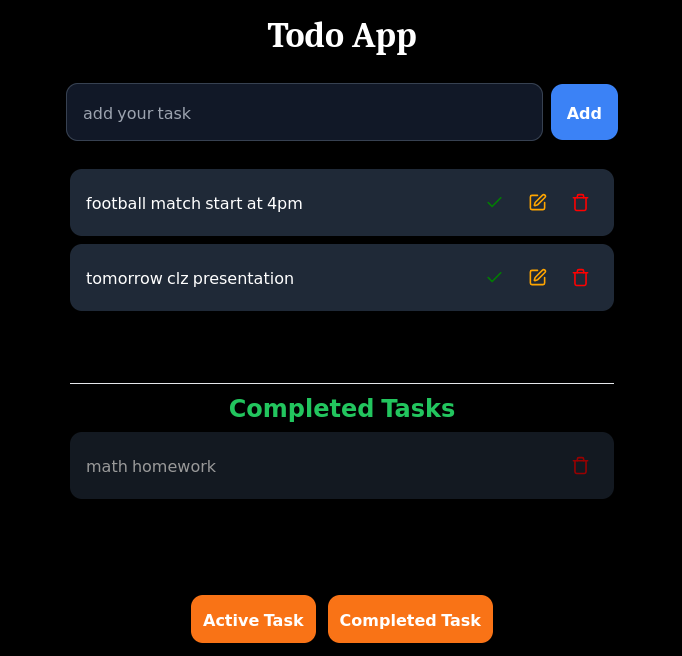 Todo App
add your task
Add
football match start at 4pm
tomorrow clz presentation
Completed Tasks
math homework
Active Task
Completed Task